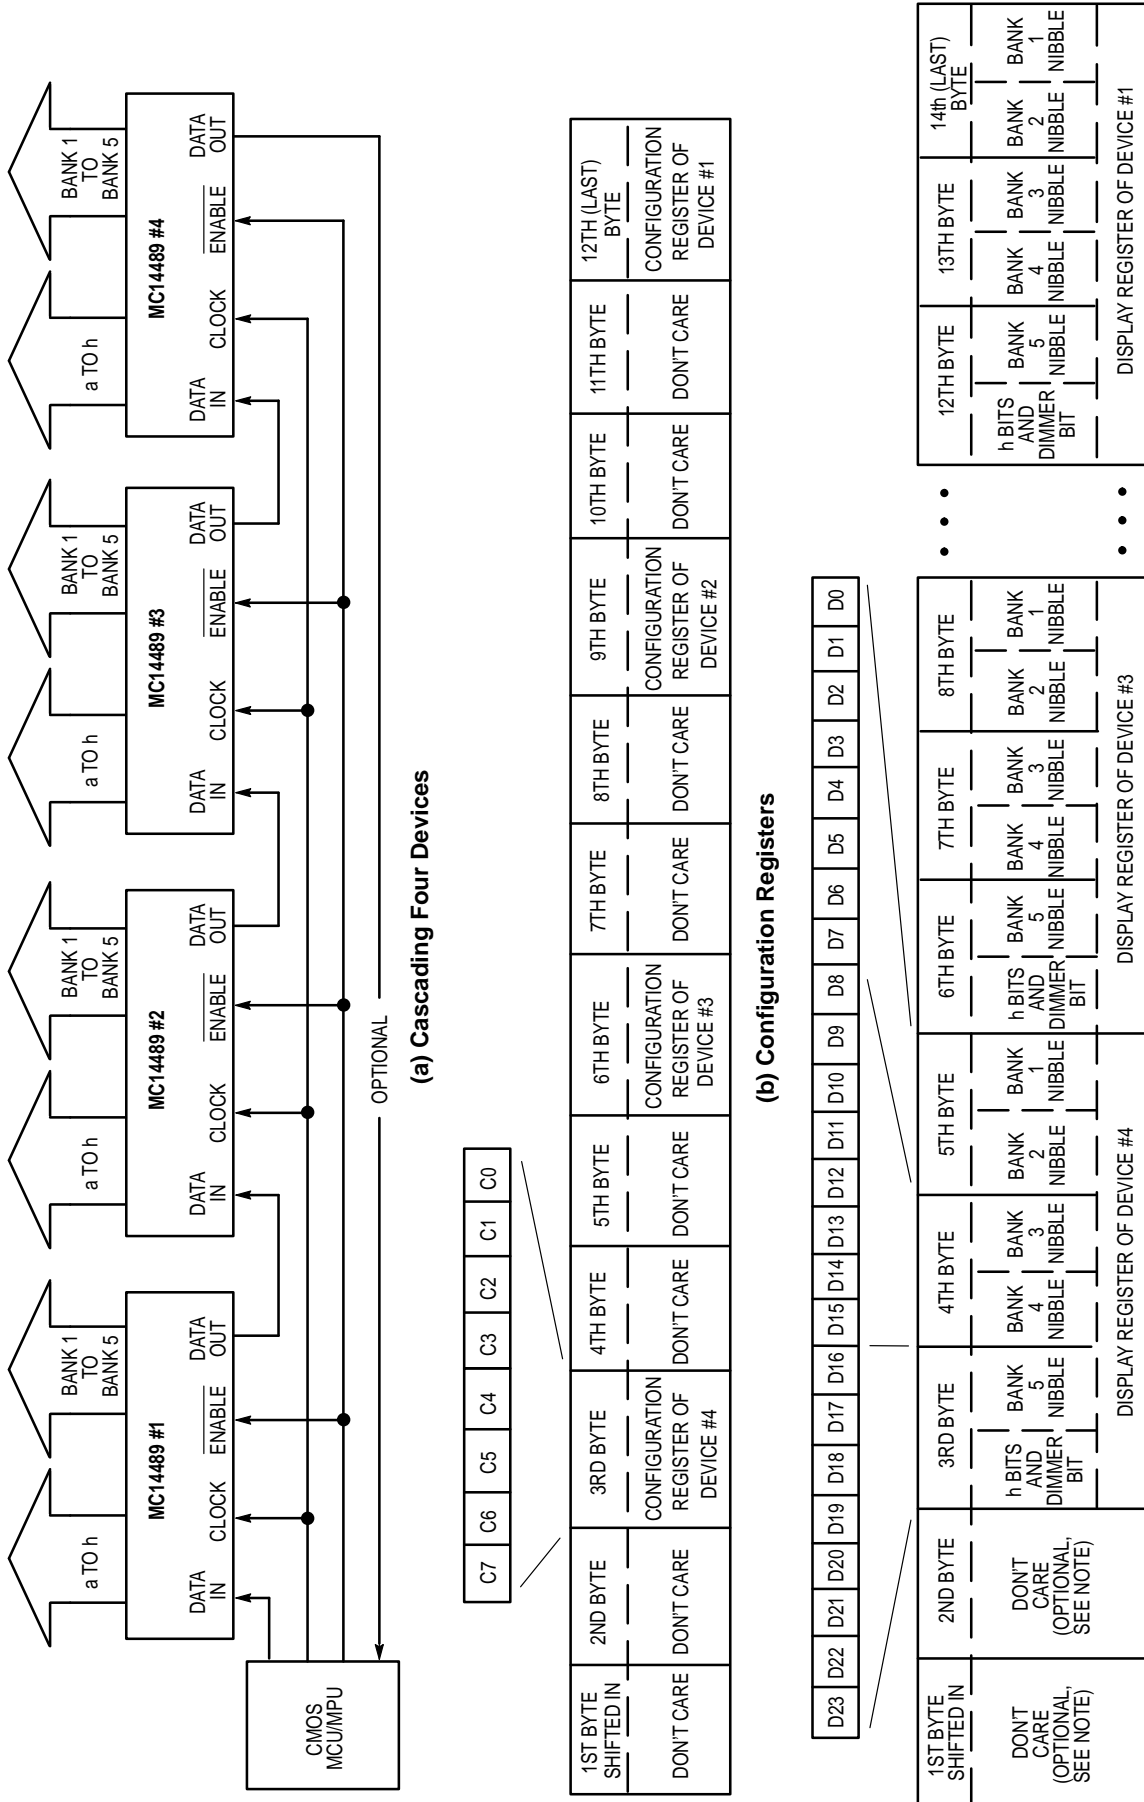 BANK 1
TO
BANK 5
a TO h
MC14489 #1
DATA
IN
CLOCK
ENABLE
DATA
OUT
BANK 1
TO
BANK 5
a TO h
MC14489 #2
DATA
IN
CLOCK
ENABLE
DATA
OUT
BANK 1
TO
BANK 5
a TO h
MC14489 #3
DATA
IN
CLOCK
ENABLE
DATA
OUT
BANK 1
TO
BANK 5
a TO h
MC14489 #4
DATA
IN
CLOCK
ENABLE
DATA
OUT
CMOS
MCU/MPU
OPTIONAL
(a) Cascading Four Devices
C7 C6 C5 C4 C3 C2 C1 C0
1ST BYTE
SHIFTED IN
DON'T CARE
2ND BYTE
DON'T CARE
3RD BYTE
CONFIGURATION
REGISTER OF
DEVICE #4
4TH BYTE
DON'T CARE
5TH BYTE
DON'T CARE
6TH BYTE
CONFIGURATION
REGISTER OF
DEVICE #3
7TH BYTE
DON'T CARE
8TH BYTE
DON'T CARE
9TH BYTE
CONFIGURATION
REGISTER OF
DEVICE #2
10TH BYTE
DON'T CARE
11TH BYTE
DON'T CARE
12TH (LAST)
BYTE
CONFIGURATION
REGISTER OF
DEVICE #1
(b) Configuration Registers
D23 D22 D21 D20 D19 D18 D17 D16 D15 D14 D13 D12 D11 D10 D9 D8 D7 D6 D5 D4 D3 D2 D1 D0
1ST BYTE
SHIFTED IN
DON'T
CARE
(OPTIONAL,
SEE NOTE)
2ND BYTE
DON'T
CARE
(OPTIONAL,
SEE NOTE)
3RD BYTE
h BITS
AND
DIMMER
BIT
BANK
5
NIBBLE
4TH BYTE
BANK
4
NIBBLE
BANK
3
NIBBLE
5TH BYTE
BANK
2
NIBBLE
BANK
1
NIBBLE
DISPLAY REGISTER OF DEVICE #4
6TH BYTE
h BITS
AND
DIMMER
BIT
BANK
5
NIBBLE
7TH BYTE
BANK
4
NIBBLE
BANK
3
NIBBLE
8TH BYTE
BANK
2
NIBBLE
BANK
1
NIBBLE
DISPLAY REGISTER OF DEVICE #3
12TH BYTE
h BITS
AND
DIMMER
BIT
BANK
5
NIBBLE
13TH BYTE
BANK
4
NIBBLE
BANK
3
NIBBLE
14th (LAST)
BYTE
BANK
2
NIBBLE
BANK
1
NIBBLE
DISPLAY REGISTER OF DEVICE #1